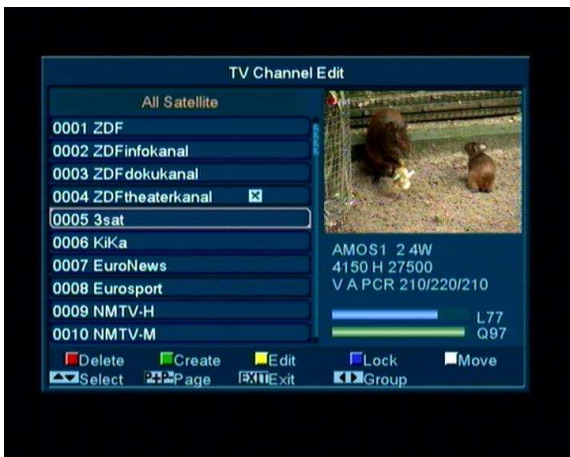 TV Channel Edit
All Satellite
0001 ZDF
0002 ZDFinfokanal
0003 ZDFdokukanal
0004 ZDFtheaterkanal
0005 3sat
0006 KiKa
0007 EuroNews
0008 Eurosport
0009 NMTV-H
0010 NMTV-M
AMOS1 2 4W
4150 H 27500
V A PCR 210/220/210
L77
Q97
Delete Create Edit Lock Move
Select P+P- Page EXIT Exit Group